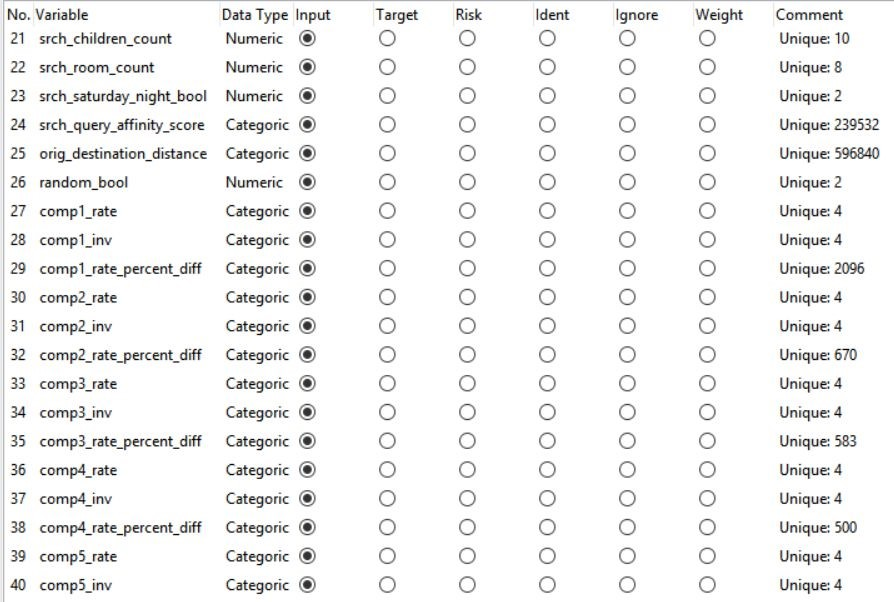 No. Variable Data Type Input Target Risk Ident Ignore Weight Comment
21 srch_children_count Numeric Unique: 10
22 srch_room_count Numeric Unique: 8
23 srch_saturday_night_bool Numeric Unique: 2
24 srch_query_affinity_score Categoric Unique: 239532
25 orig_destination_distance Categoric Unique: 596840
26 random_bool Numeric Unique: 2
27 comp1_rate Categoric Unique: 4
28 comp1_inv Categoric Unique: 4
29 comp1_rate_percent_diff Categoric Unique: 2096
30 comp2_rate Categoric Unique: 4
31 comp2_inv Categoric Unique: 4
32 comp2_rate_percent_diff Categoric Unique: 670
33 comp3_rate Categoric Unique: 4
34 comp3_inv Categoric Unique: 4
35 comp3_rate_percent_diff Categoric Unique: 583
36 comp4_rate Categoric Unique: 4
37 comp4_inv Categoric Unique: 4
38 comp4_rate_percent_diff Categoric Unique: 500
39 comp5_rate Categoric Unique: 4
40 comp5_inv Categoric Unique: 4